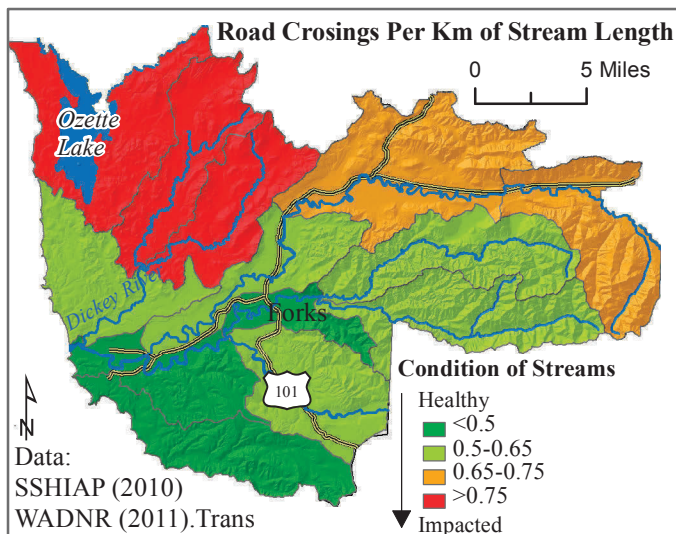 Road Crosings Per Km of Stream Length
0 5 Miles
Ozette
Lake
Dickey River
Forks
101
Condition of Streams
Healthy
<0.5
0.5-0.65
0.65-0.75
>0.75
Impacted
N
Data:
SSHIAP (2010)
WADNR (2011).Trans